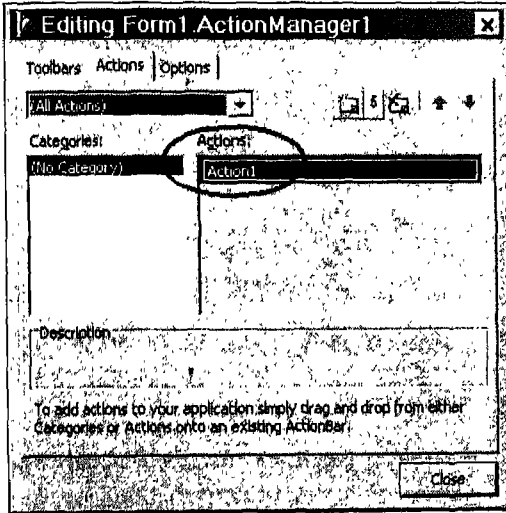 Editing Form1.ActionManager1
Toolbars Actions Options
(All Actions)
Categories: Actions:
(No Category) Action1
Description
To add actions to your application simply drag and drop from either
Categories or Actions onto an existing ActionBar.
Close